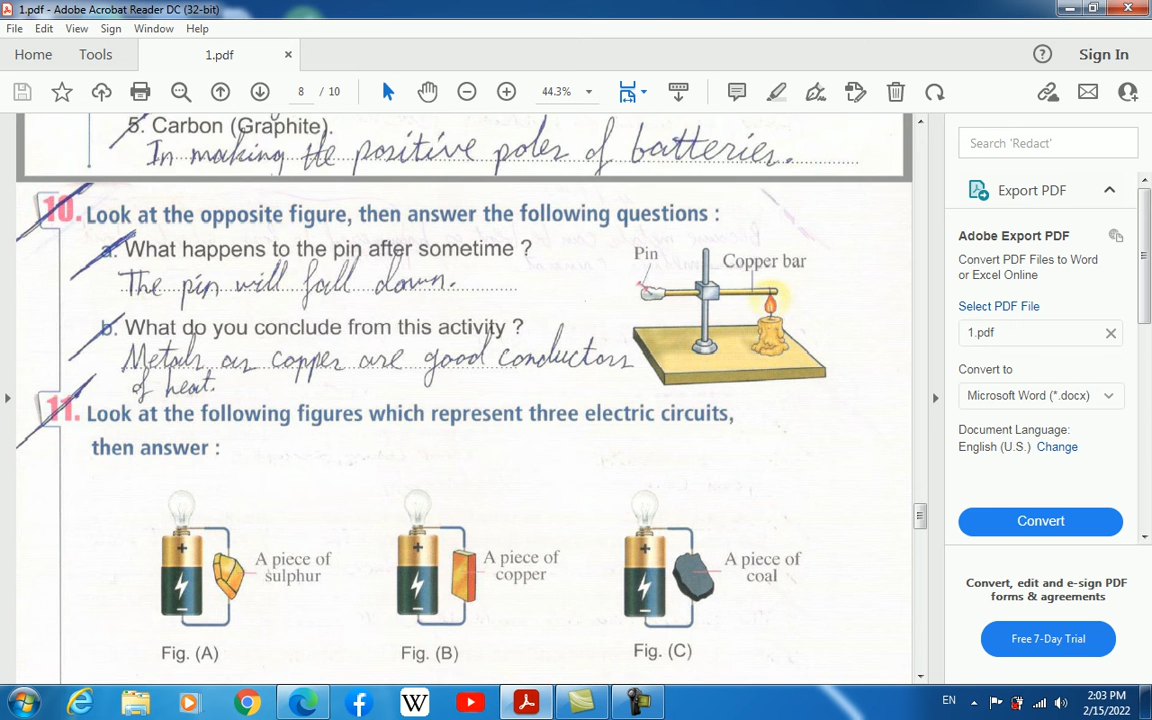 1.pdf - Adobe Acrobat Reader DC (32-bit)
File Edit View Sign Window Help
Home Tools 1.pdf × Sign In
8 / 10 44.3%
5. Carbon (Graphite).
In making the positive poles of batteries.
10. Look at the opposite figure, then answer the following questions :
a. What happens to the pin after sometime ?
The pin will fall down.
Pin
Copper bar
b. What do you conclude from this activity ?
Metals as copper are good conductors
of heat.
11. Look at the following figures which represent three electric circuits,
then answer :
A piece of
sulphur
Fig. (A)
A piece of
copper
Fig. (B)
A piece of
coal
Fig. (C)
Search 'Redact'
Export PDF
Adobe Export PDF
Convert PDF Files to Word
or Excel Online
Select PDF File
1.pdf
Convert to
Microsoft Word (*.docx)
Document Language:
English (U.S.) Change
Convert
Convert, edit and e-sign PDF
forms & agreements
Free 7-Day Trial
EN
2:03 PM
2/15/2022